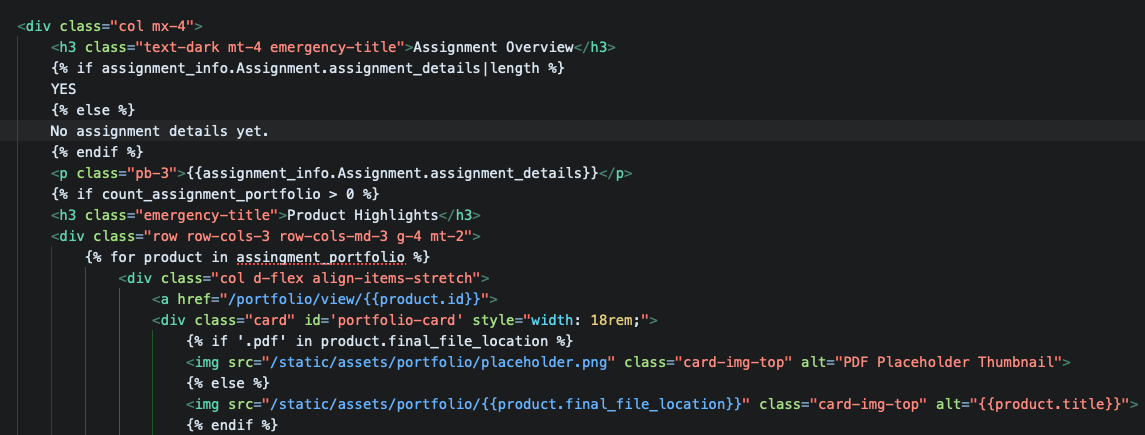 <div class="col mx-4">
<h3 class="text-dark mt-4 emergency-title">Assignment Overview</h3>
{% if assignment_info.Assignment.assignment_details|length %}
YES
{% else %}
No assignment details yet.
{% endif %}
<p class="pb-3">{{assignment_info.Assignment.assignment_details}}</p>
{% if count_assignment_portfolio > 0 %}
<h3 class="emergency-title">Product Highlights</h3>
<div class="row row-cols-3 row-cols-md-3 g-4 mt-2">
{% for product in assingment_portfolio %}
<div class="col d-flex align-items-stretch">
<a href="/portfolio/view/{{product.id}}">
<div class="card" id='portfolio-card' style="width: 18rem;">
{% if '.pdf' in product.final_file_location %}
<img src="/static/assets/portfolio/placeholder.png" class="card-img-top" alt="PDF Placeholder Thumbnail">
{% else %}
<img src="/static/assets/portfolio/{{product.final_file_location}}" class="card-img-top" alt="{{product.title}}">
{% endif %}